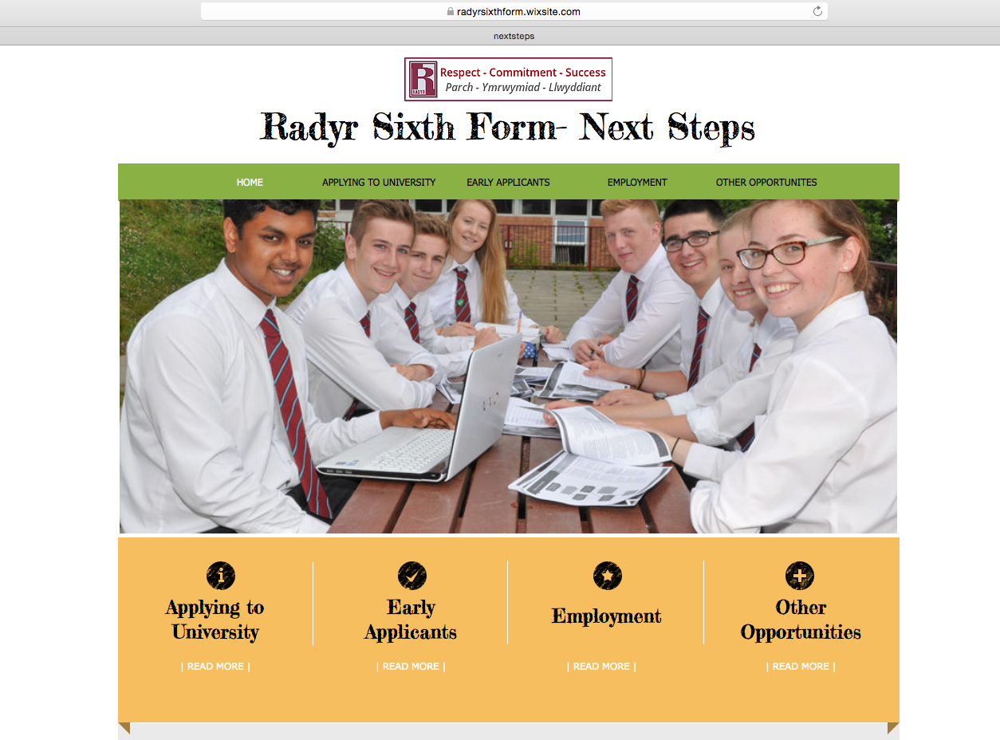 radyrsixthform.wixsite.com
nextsteps
R Respect - Commitment - Success
RADYR Parch - Ymrwymiad - Llwyddiant
Radyr Sixth Form- Next Steps
HOME APPLYING TO UNIVERSITY EARLY APPLICANTS EMPLOYMENT OTHER OPPORTUNITES
Applying to
University
| READ MORE |
Early
Applicants
| READ MORE |
Employment
| READ MORE |
Other
Opportunities
| READ MORE |